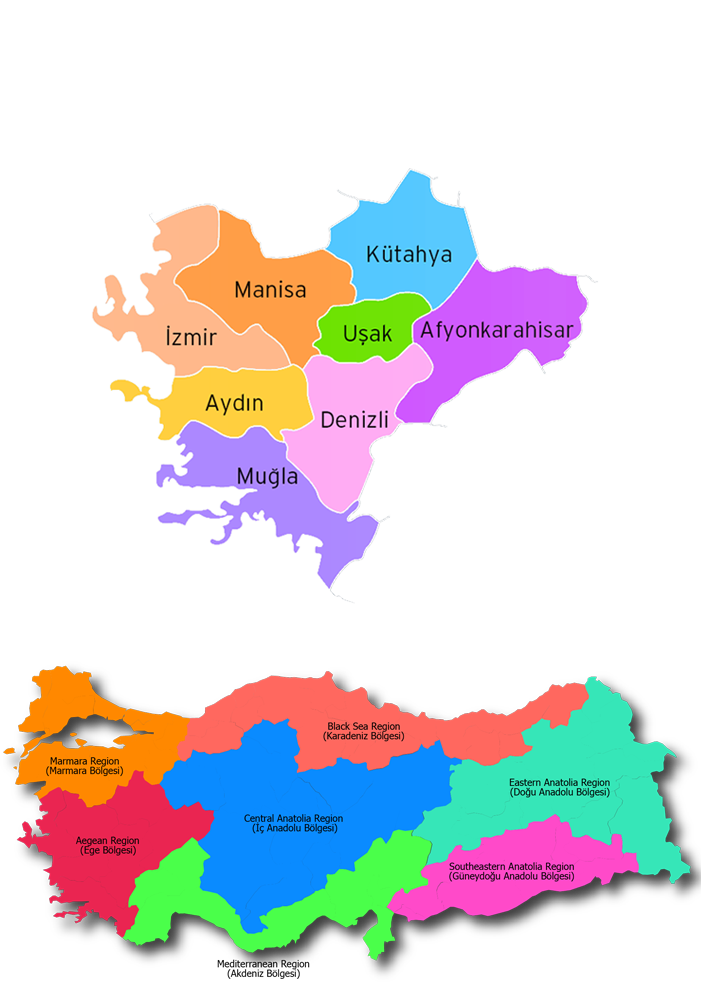 Kütahya
Manisa
İzmir
Uşak
Afyonkarahisar
Aydın
Denizli
Muğla
Black Sea Region
(Karadeniz Bölgesi)
Marmara Region
(Marmara Bölgesi)
Eastern Anatolia Region
(Doğu Anadolu Bölgesi)
Central Anatolia Region
(İç Anadolu Bölgesi)
Aegean Region
(Ege Bölgesi)
Southeastern Anatolia Region
(Güneydoğu Anadolu Bölgesi)
Mediterranean Region
(Akdeniz Bölgesi)